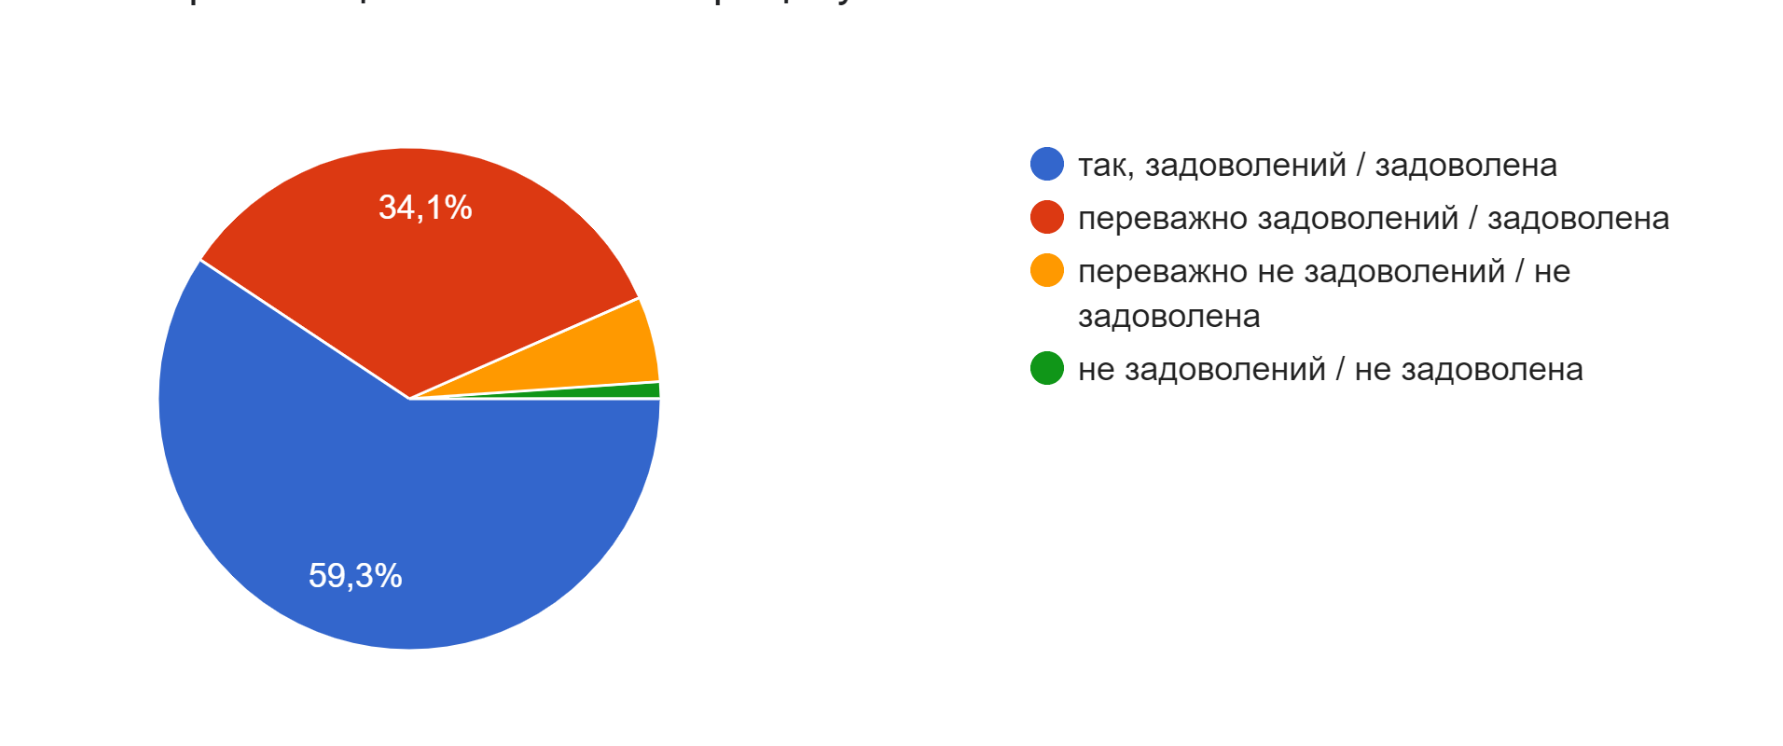 34,1%
59,3%
так, задоволений / задоволена
переважно задоволений / задоволена
переважно не задоволений / не
задоволена
не задоволений / не задоволена